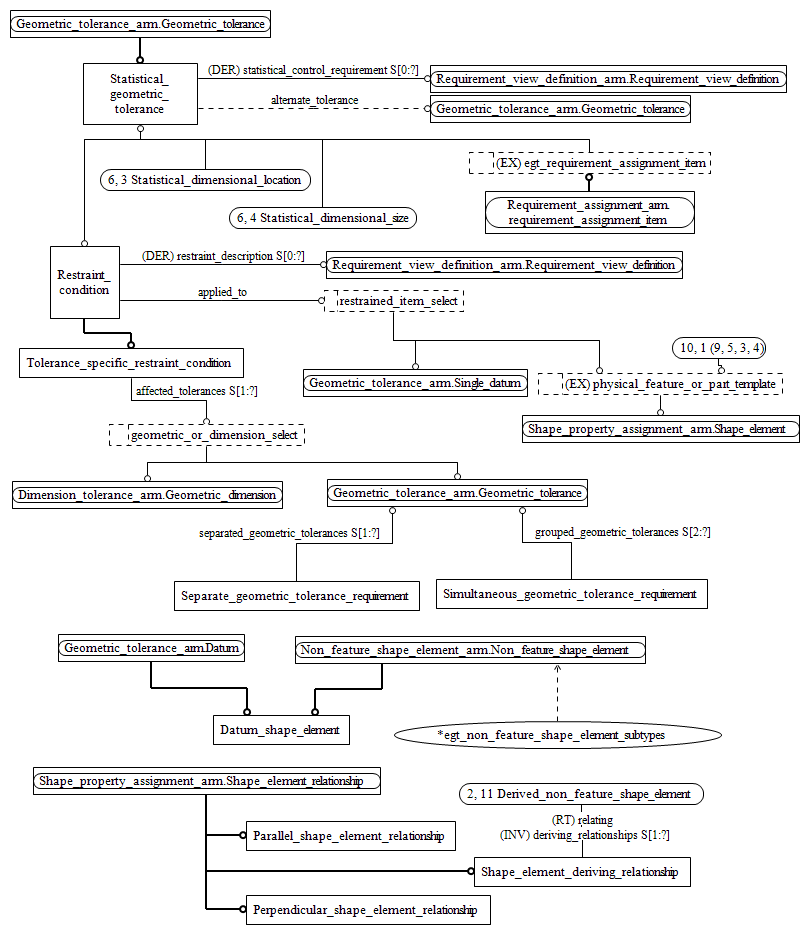 Geometric_tolerance_arm.Geometric_tolerance
(DER) statistical_control_requirement S[0:?]
Statistical_
geometric_
tolerance
Requirement_view_definition_arm.Requirement_view_definition
alternate_tolerance
Geometric_tolerance_arm.Geometric_tolerance
(EX) egt_requirement_assignment_item
6, 3 Statistical_dimensional_location
6, 4 Statistical_dimensional_size
Requirement_assignment_arm.
requirement_assignment_item
(DER) restraint_description S[0:?]
Restraint_
condition
Requirement_view_definition_arm.Requirement_view_definition
applied_to
restrained_item_select
10, 1 (9, 5, 3, 4)
Tolerance_specific_restraint_condition
Geometric_tolerance_arm.Single_datum
(EX) physical_feature_or_part_template
affected_tolerances S[1:?]
Shape_property_assignment_arm.Shape_element
geometric_or_dimension_select
Dimension_tolerance_arm.Geometric_dimension
Geometric_tolerance_arm.Geometric_tolerance
separated_geometric_tolerances S[1:?]
grouped_geometric_tolerances S[2:?]
Separate_geometric_tolerance_requirement
Simultaneous_geometric_tolerance_requirement
Geometric_tolerance_arm.Datum
Non_feature_shape_element_arm.Non_feature_shape_element
Datum_shape_element
*egt_non_feature_shape_element_subtypes
Shape_property_assignment_arm.Shape_element_relationship
2, 11 Derived_non_feature_shape_element
(RT) relating
(INV) deriving_relationships S[1:?]
Parallel_shape_element_relationship
Shape_element_deriving_relationship
Perpendicular_shape_element_relationship